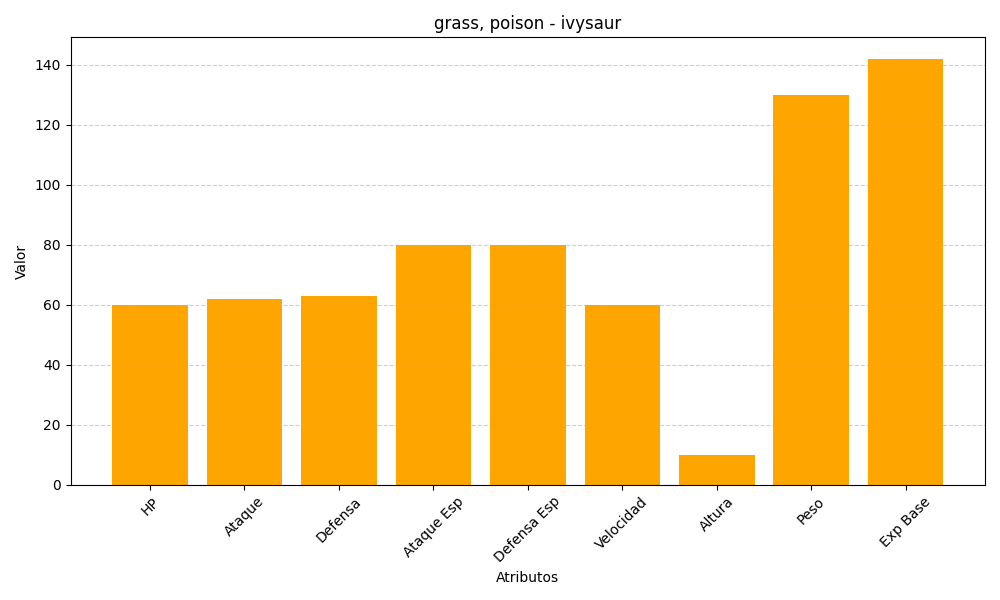 grass, poison - ivysaur
Valor
140
120
100
80
60
40
20
0
HP
Ataque
Defensa
Ataque Esp
Defensa Esp
Velocidad
Altura
Peso
Exp Base
Atributos